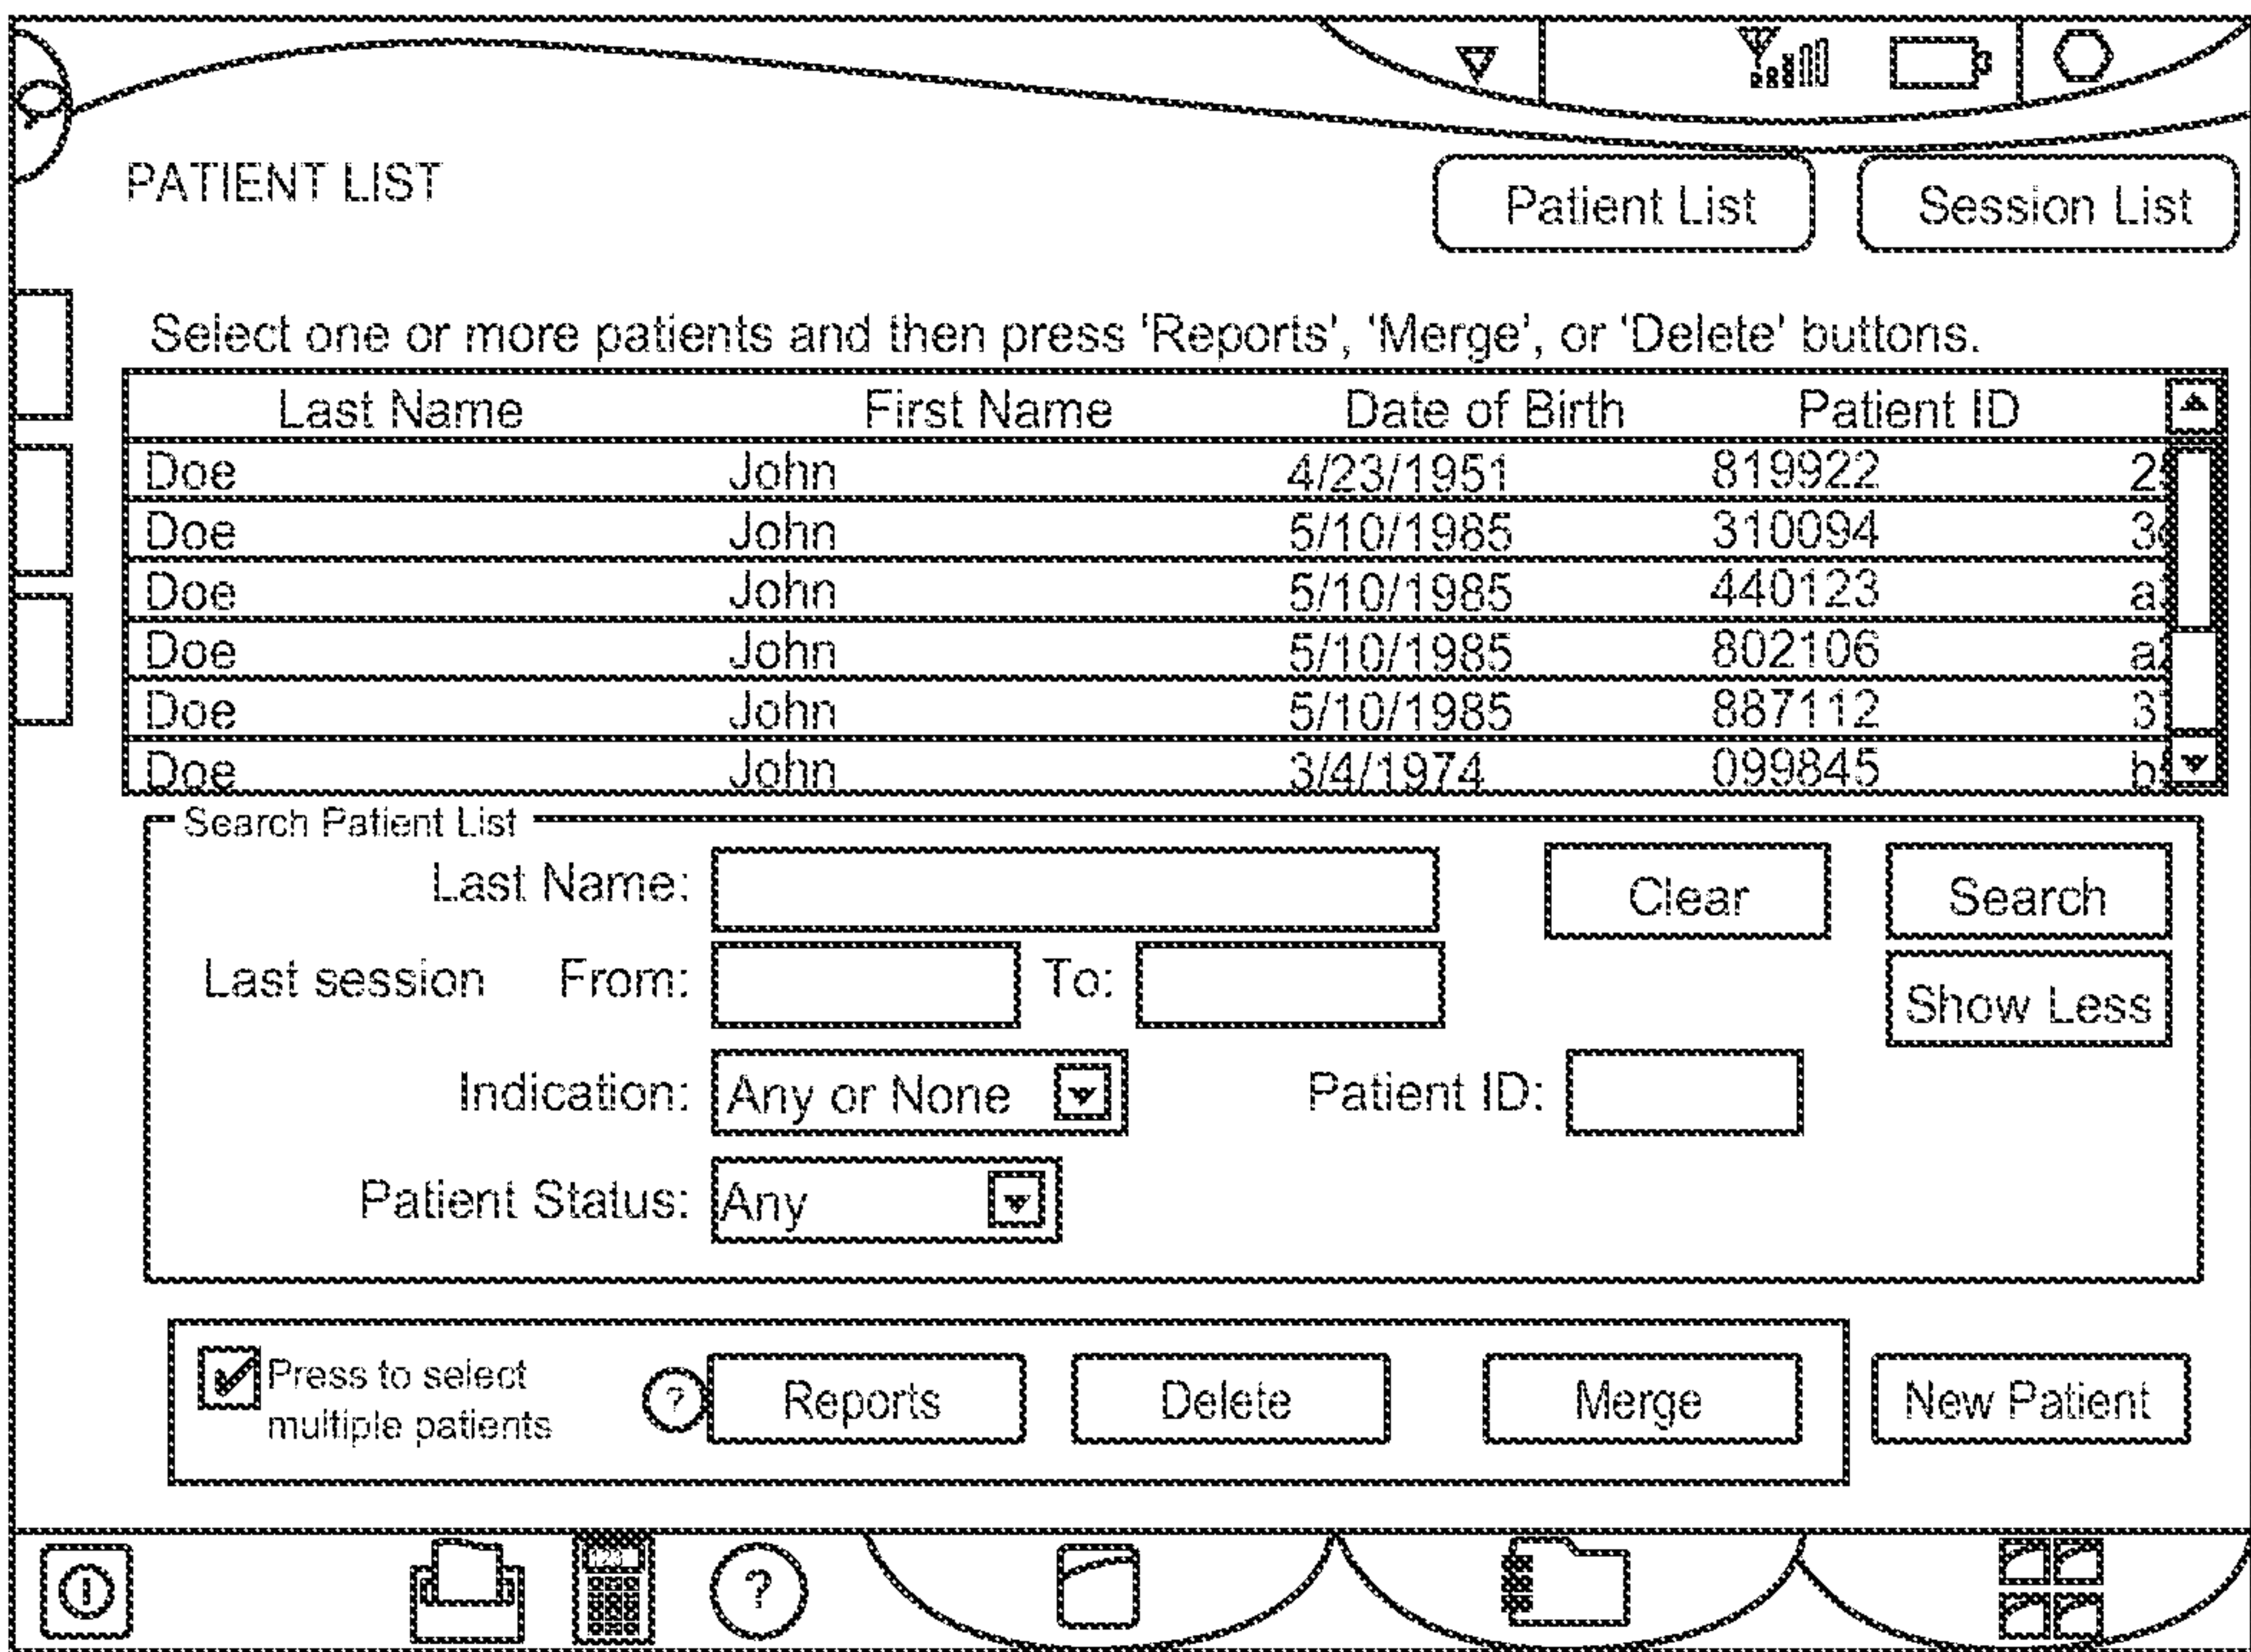 PATIENT LIST
Patient List Session List
Select one or more patients and then press 'Reports', 'Merge', or 'Delete' buttons.
Last Name First Name Date of Birth Patient ID
Doe John 4/23/1951 819922
Doe John 5/10/1985 310094
Doe John 5/10/1985 440123
Doe John 5/10/1985 802106
Doe John 5/10/1985 887112
Doe John 3/4/1974 099845
Search Patient List
Last Name: Clear Search
Last session From: To: Show Less
Indication: Any or None Patient ID:
Patient Status: Any
Press to select
multiple patients
? Reports Delete Merge New Patient
123
?